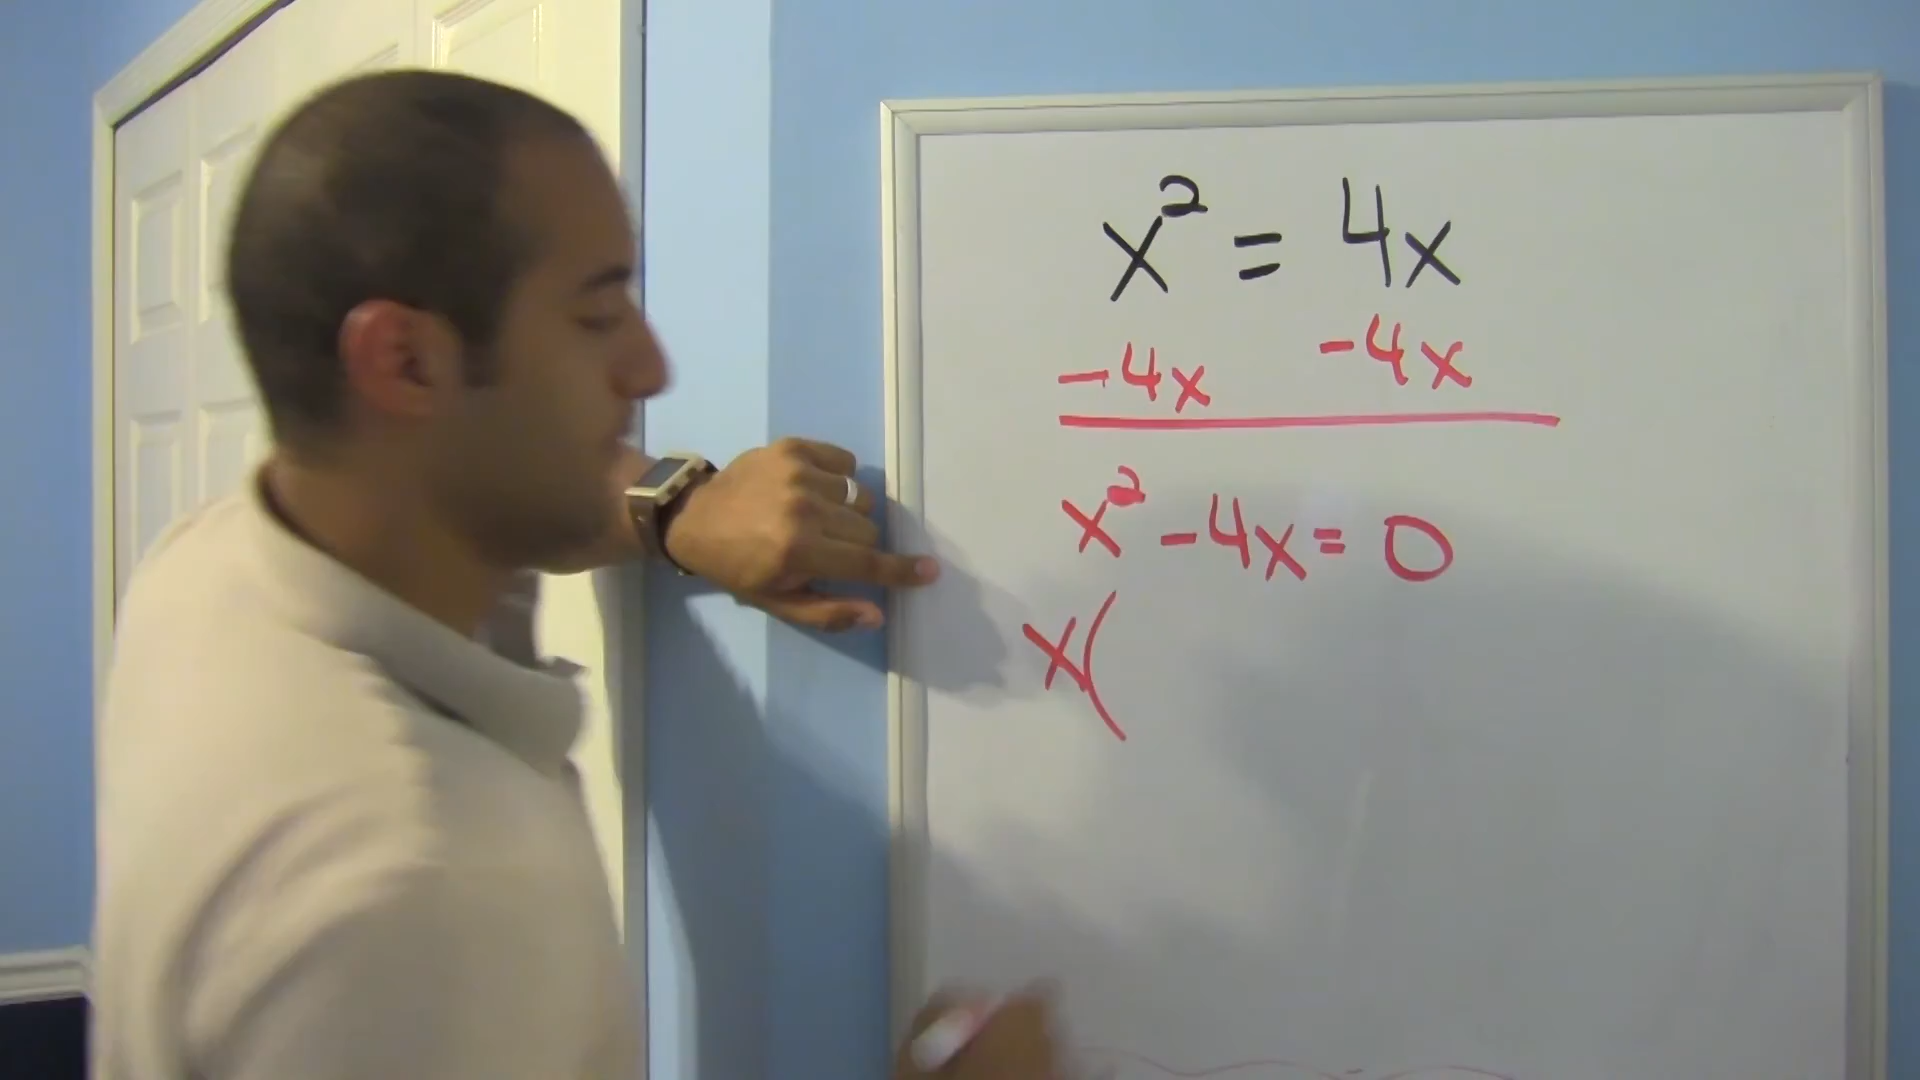 x² = 4x
-4x -4x
x² - 4x = 0
x(